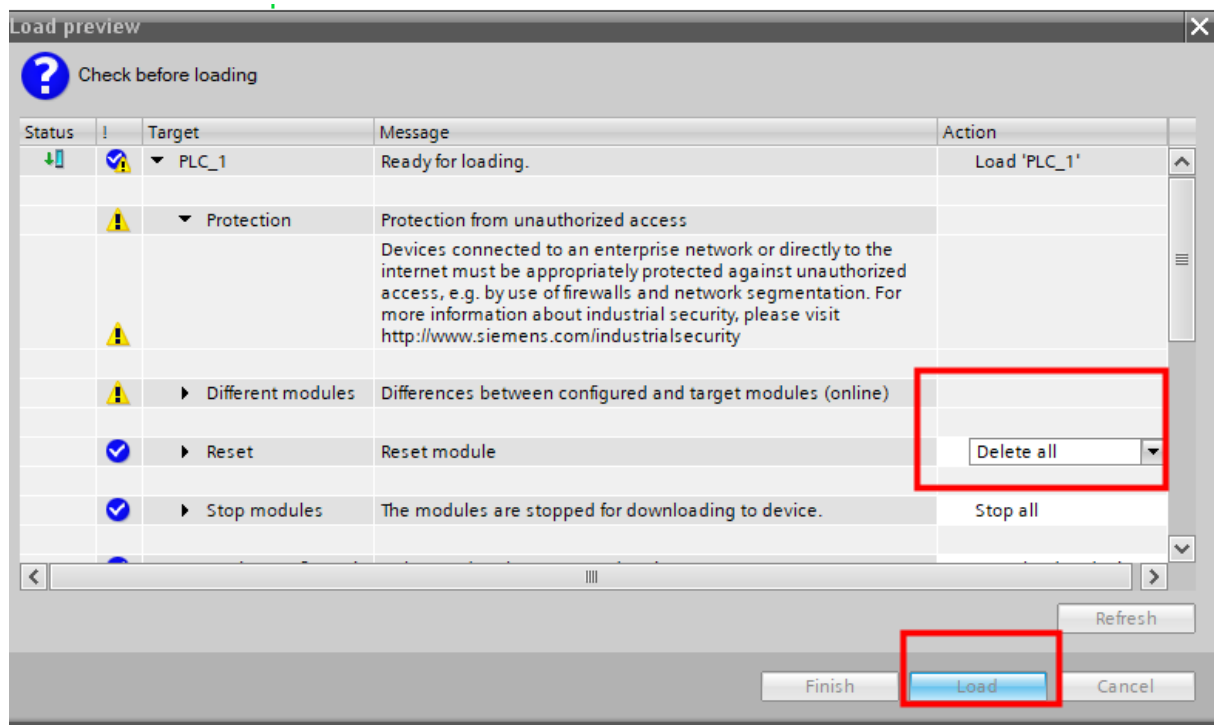 Load preview
Check before loading
Status ! Target Message Action
PLC_1 Ready for loading. Load 'PLC_1'
Protection Protection from unauthorized access
Devices connected to an enterprise network or directly to the
internet must be appropriately protected against unauthorized
access, e.g. by use of firewalls and network segmentation. For
more information about industrial security, please visit
http://www.siemens.com/industrialsecurity
Different modules Differences between configured and target modules (online)
Reset Reset module Delete all
Stop modules The modules are stopped for downloading to device. Stop all
Refresh
Finish Load Cancel